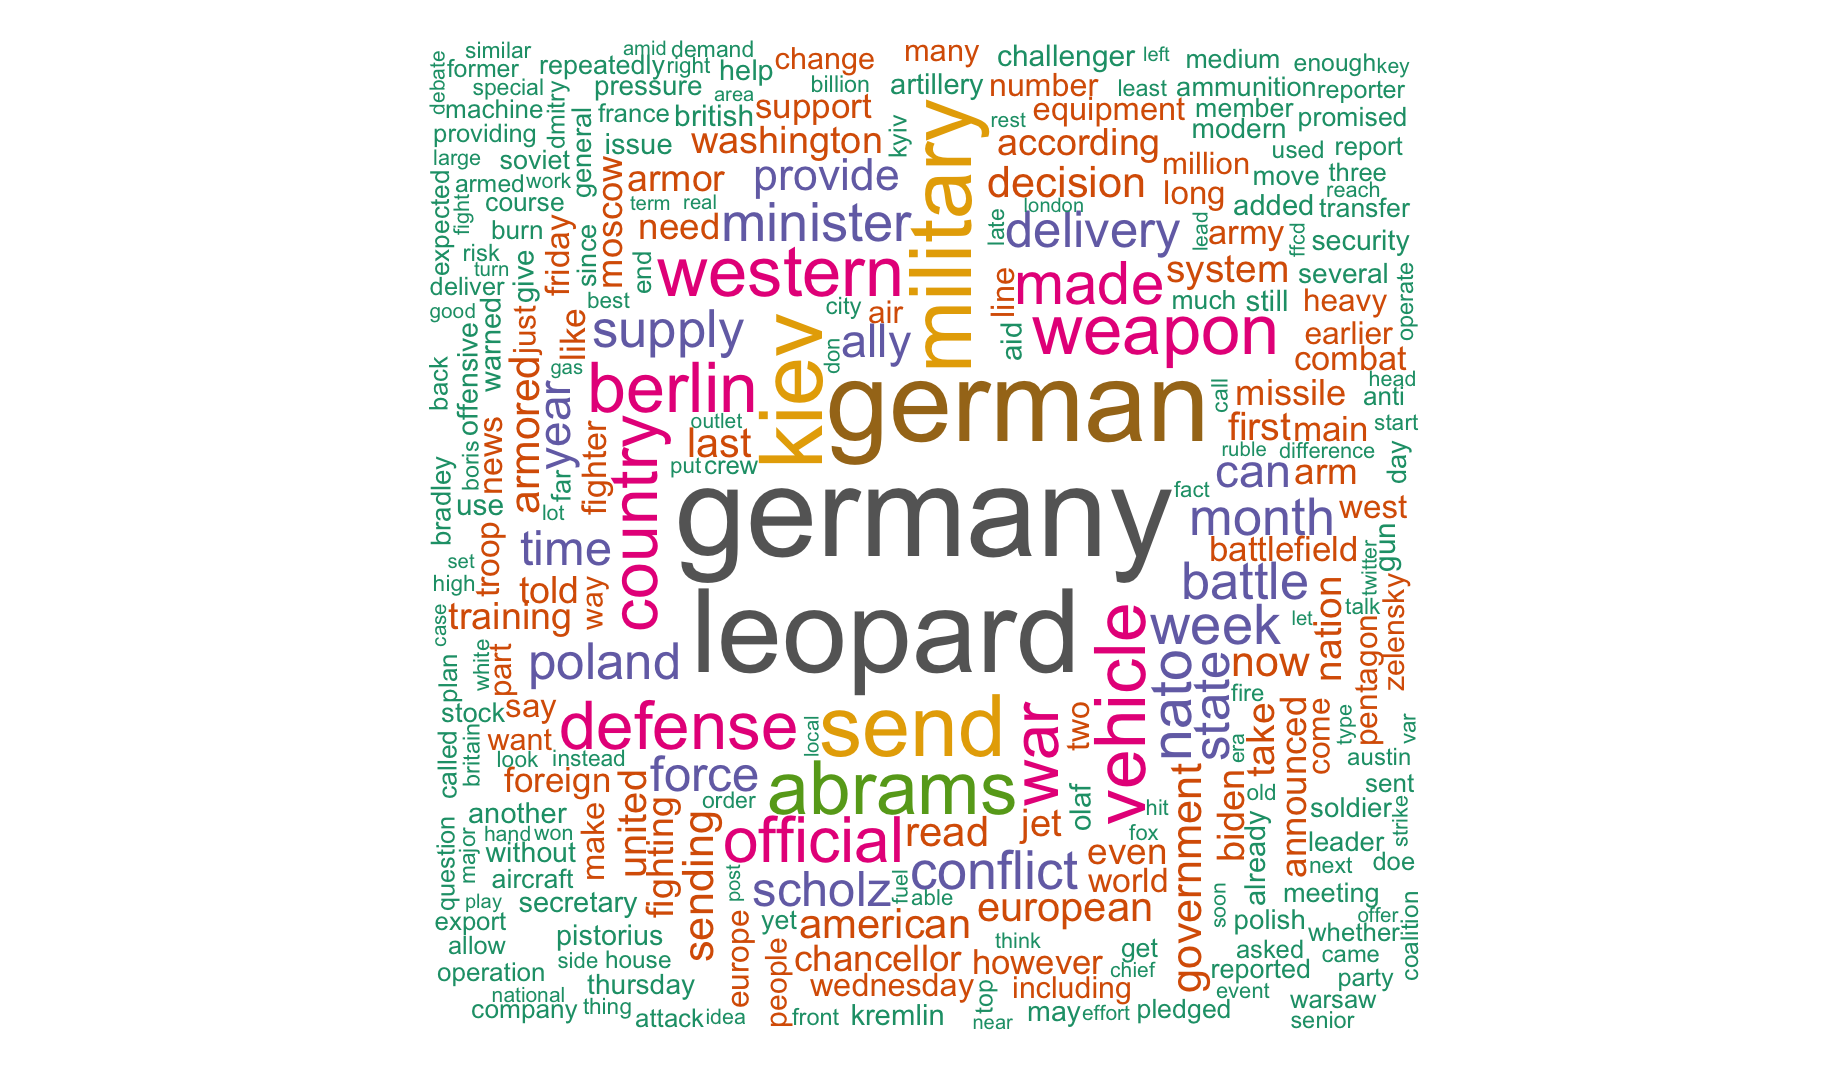 similar
amid
demand
change
many
challenger
left
medium
enough
key
debate
former
repeatedly
right
help
special
pressure
area
billion
artillery
number
least
ammunition
reporter
machine
dmitry
france
british
support
equipment
member
promised
providing
general
issue
washington
kyiv
military
rest
according
modern
large
soviet
moscow
armor
provide
decision
million
used
report
expected
armed
work
long
move
three
fight
course
term
real
london
reach
burn
friday
since
need
minister
late
delivery
lead
army
added
transfer
risk
turn
give
end
western
line
made
system
ffcd
security
deliver
several
operate
good
warned
just
best
city
air
much
still
heavy
offensive
like
supply
kiev
ally
don
aid
weapon
earlier
combat
back
armored
year
gas
berlin
german
call
missile
head
anti
boris
news
fighter
country
outlet
last
first
main
start
bradley
use
far
put
crew
ruble
difference
day
lot
can
arm
germany
fact
month
west
troop
time
battlefield
gun
set
high
told
way
battle
twitter
case
training
leopard
vehicle
week
let
talk
nation
zelensky
plan
white
part
poland
nato
state
now
pentagon
stock
say
defense
local
send
war
two
fire
take
announced
come
type
var
called
britain
want
look
instead
era
austin
foreign
force
abrams
sent
another
make
united
order
olaf
hit
government
biden
old
soldier
strike
question
major
hand
won
fighting
sending
official
read
jet
fox
already
leader
without
even
next
doe
aircraft
post
scholz
fuel
conflict
world
meeting
play
secretary
able
european
soon
offer
export
yet
american
polish
whether
coalition
allow
pistorius
europe
people
think
get
asked
came
side
house
chancellor
however
chief
reported
party
operation
thursday
wednesday
including
event
national
top
warsaw
company
thing
attack
idea
front
kremlin
near
may
effort
pledged
senior